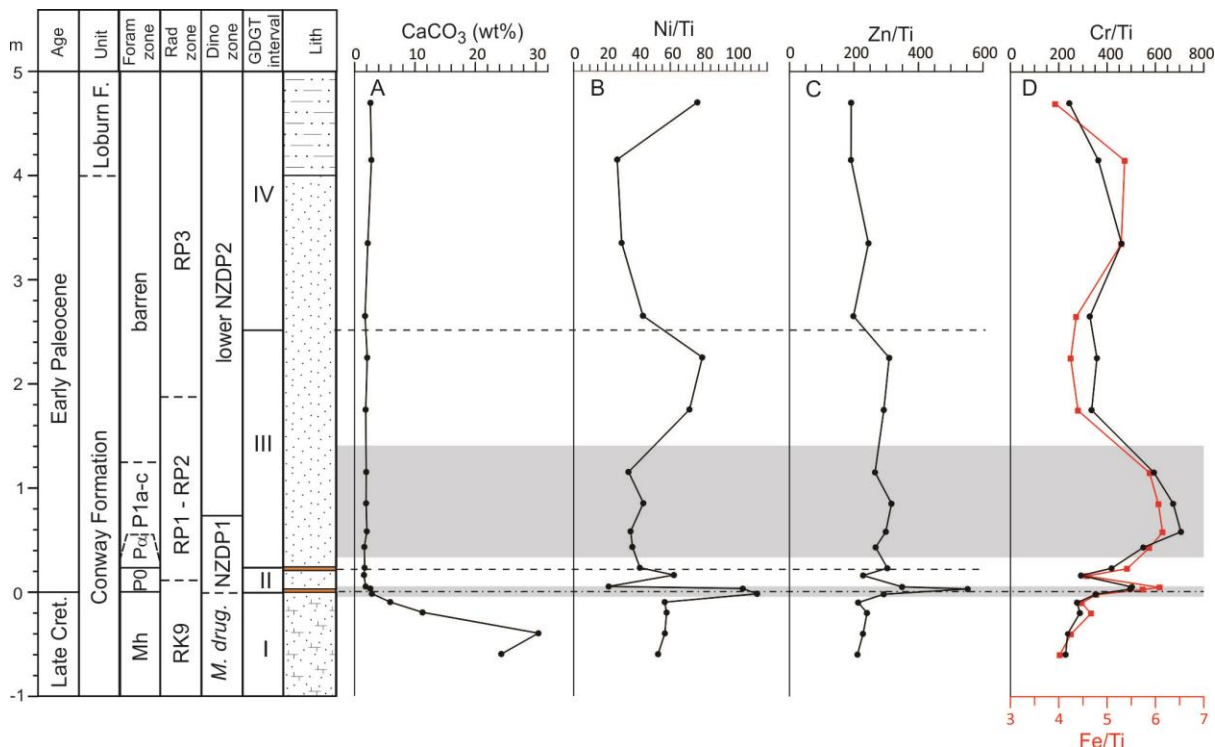 m
Age
Unit
Foram zone
Rad zone
Dino zone
GDGT interval
Lith
CaCO₃ (wt%)
0 10 20 30
Ni/Ti
0 20 40 60 80 100
Zn/Ti
0 200 400 600
Cr/Ti
0 200 400 600 800
A
B
C
D
5
4
3
2
1
0
-1
Early Paleocene
Late Cret.
Loburn F.
Conway Formation
barren
P1a-c
Pα
P0
Mh
RP3
RP1 - RP2
RK9
lower NZDP2
NZDP1
M. drug.
IV
III
II
I
3 4 5 6 7
Fe/Ti